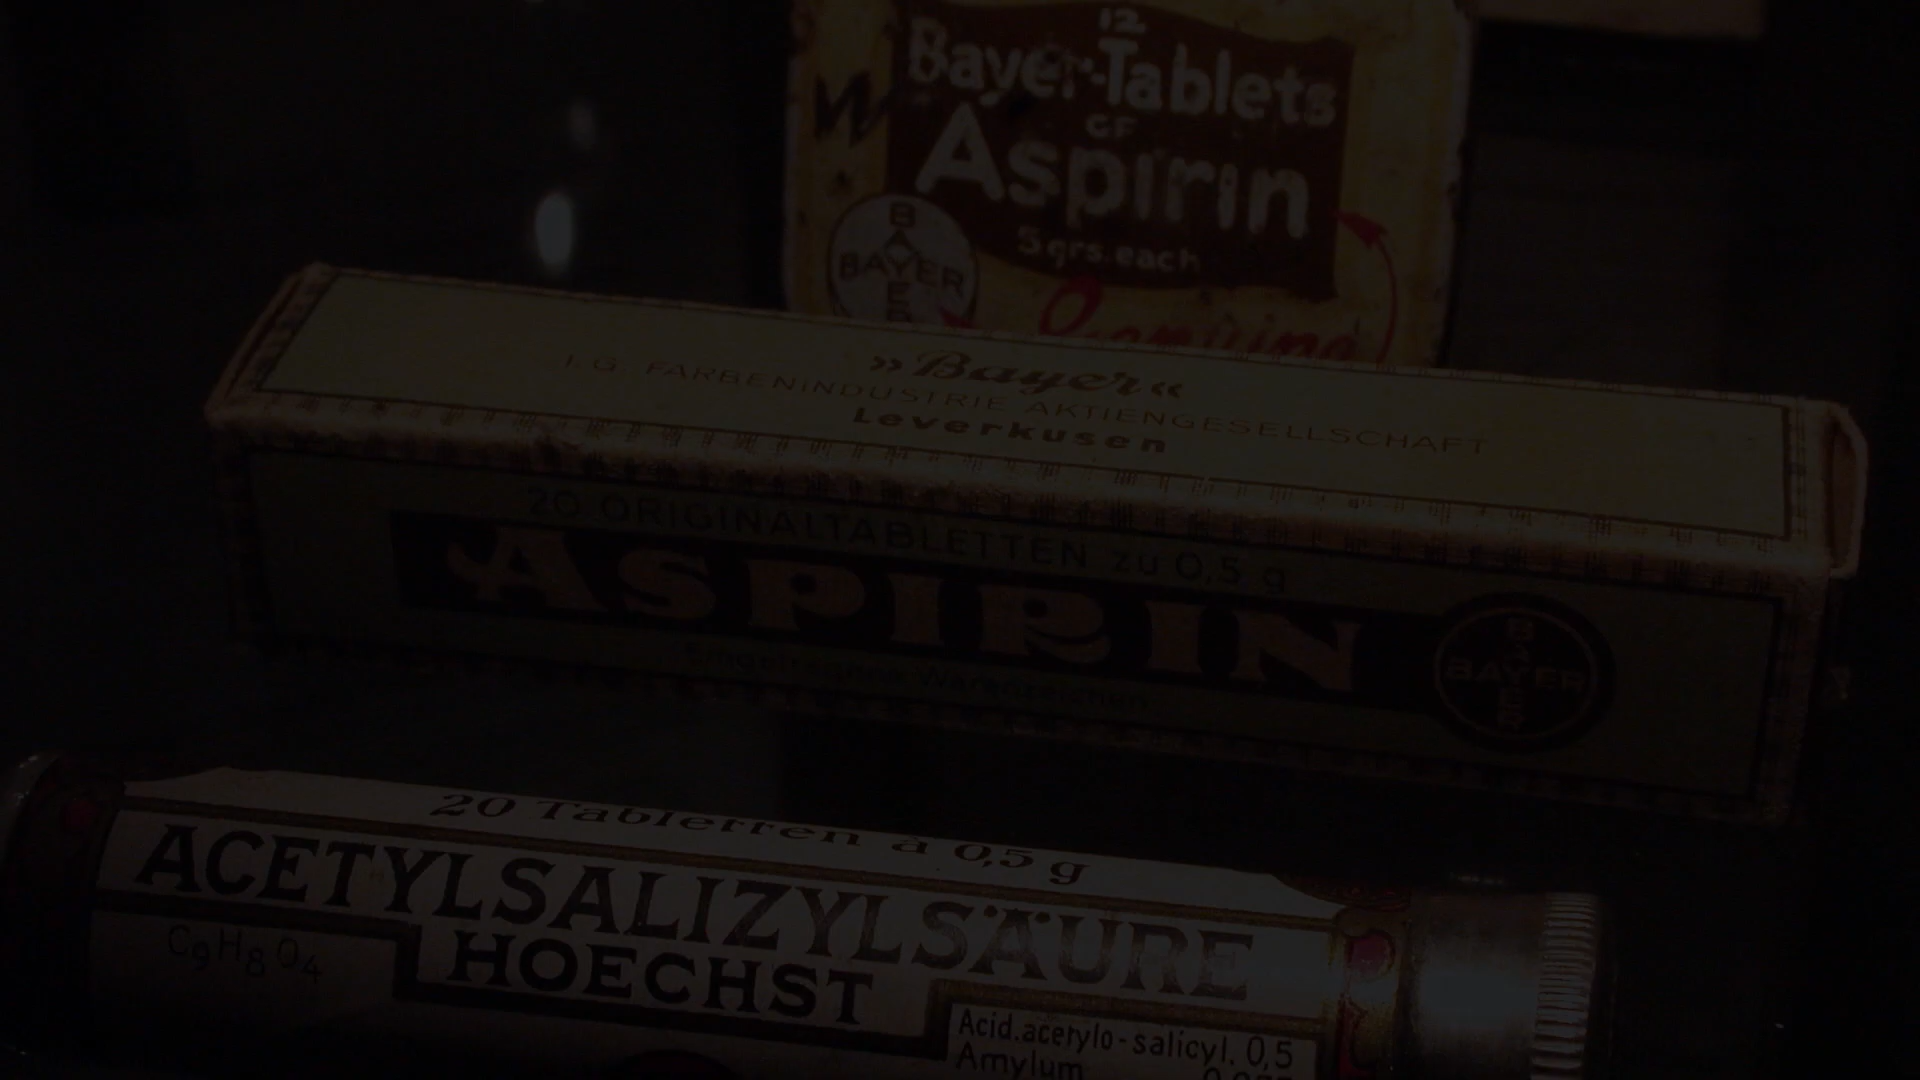 12
Bayer-Tablets
OF
Aspirin
5 grs. each
BAYER
BAYER
»Bayer«
I. G. FARBENINDUSTRIE AKTIENGESELLSCHAFT
Leverkusen
20 ORIGINALTABLETTEN zu 0,5 g
ASPIRIN
BAYER
BAYER
Warenzeichen
20 Tabletten à 0,5 g
ACETYLSALIZYLSÄURE
HOECHST
C9H8O4
Acid. acetylo-salicyl. 0,5
Amylum